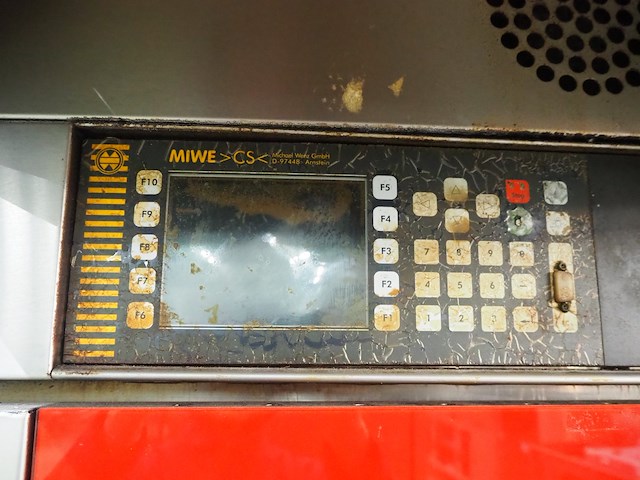 MIWE >CS< Michael Wenz GmbH
D-97448 Arnstein
F10 F5
F9 F4
F8 F3
F7 F2
F6 F1
7 8 9
4 5 6
1 2 3